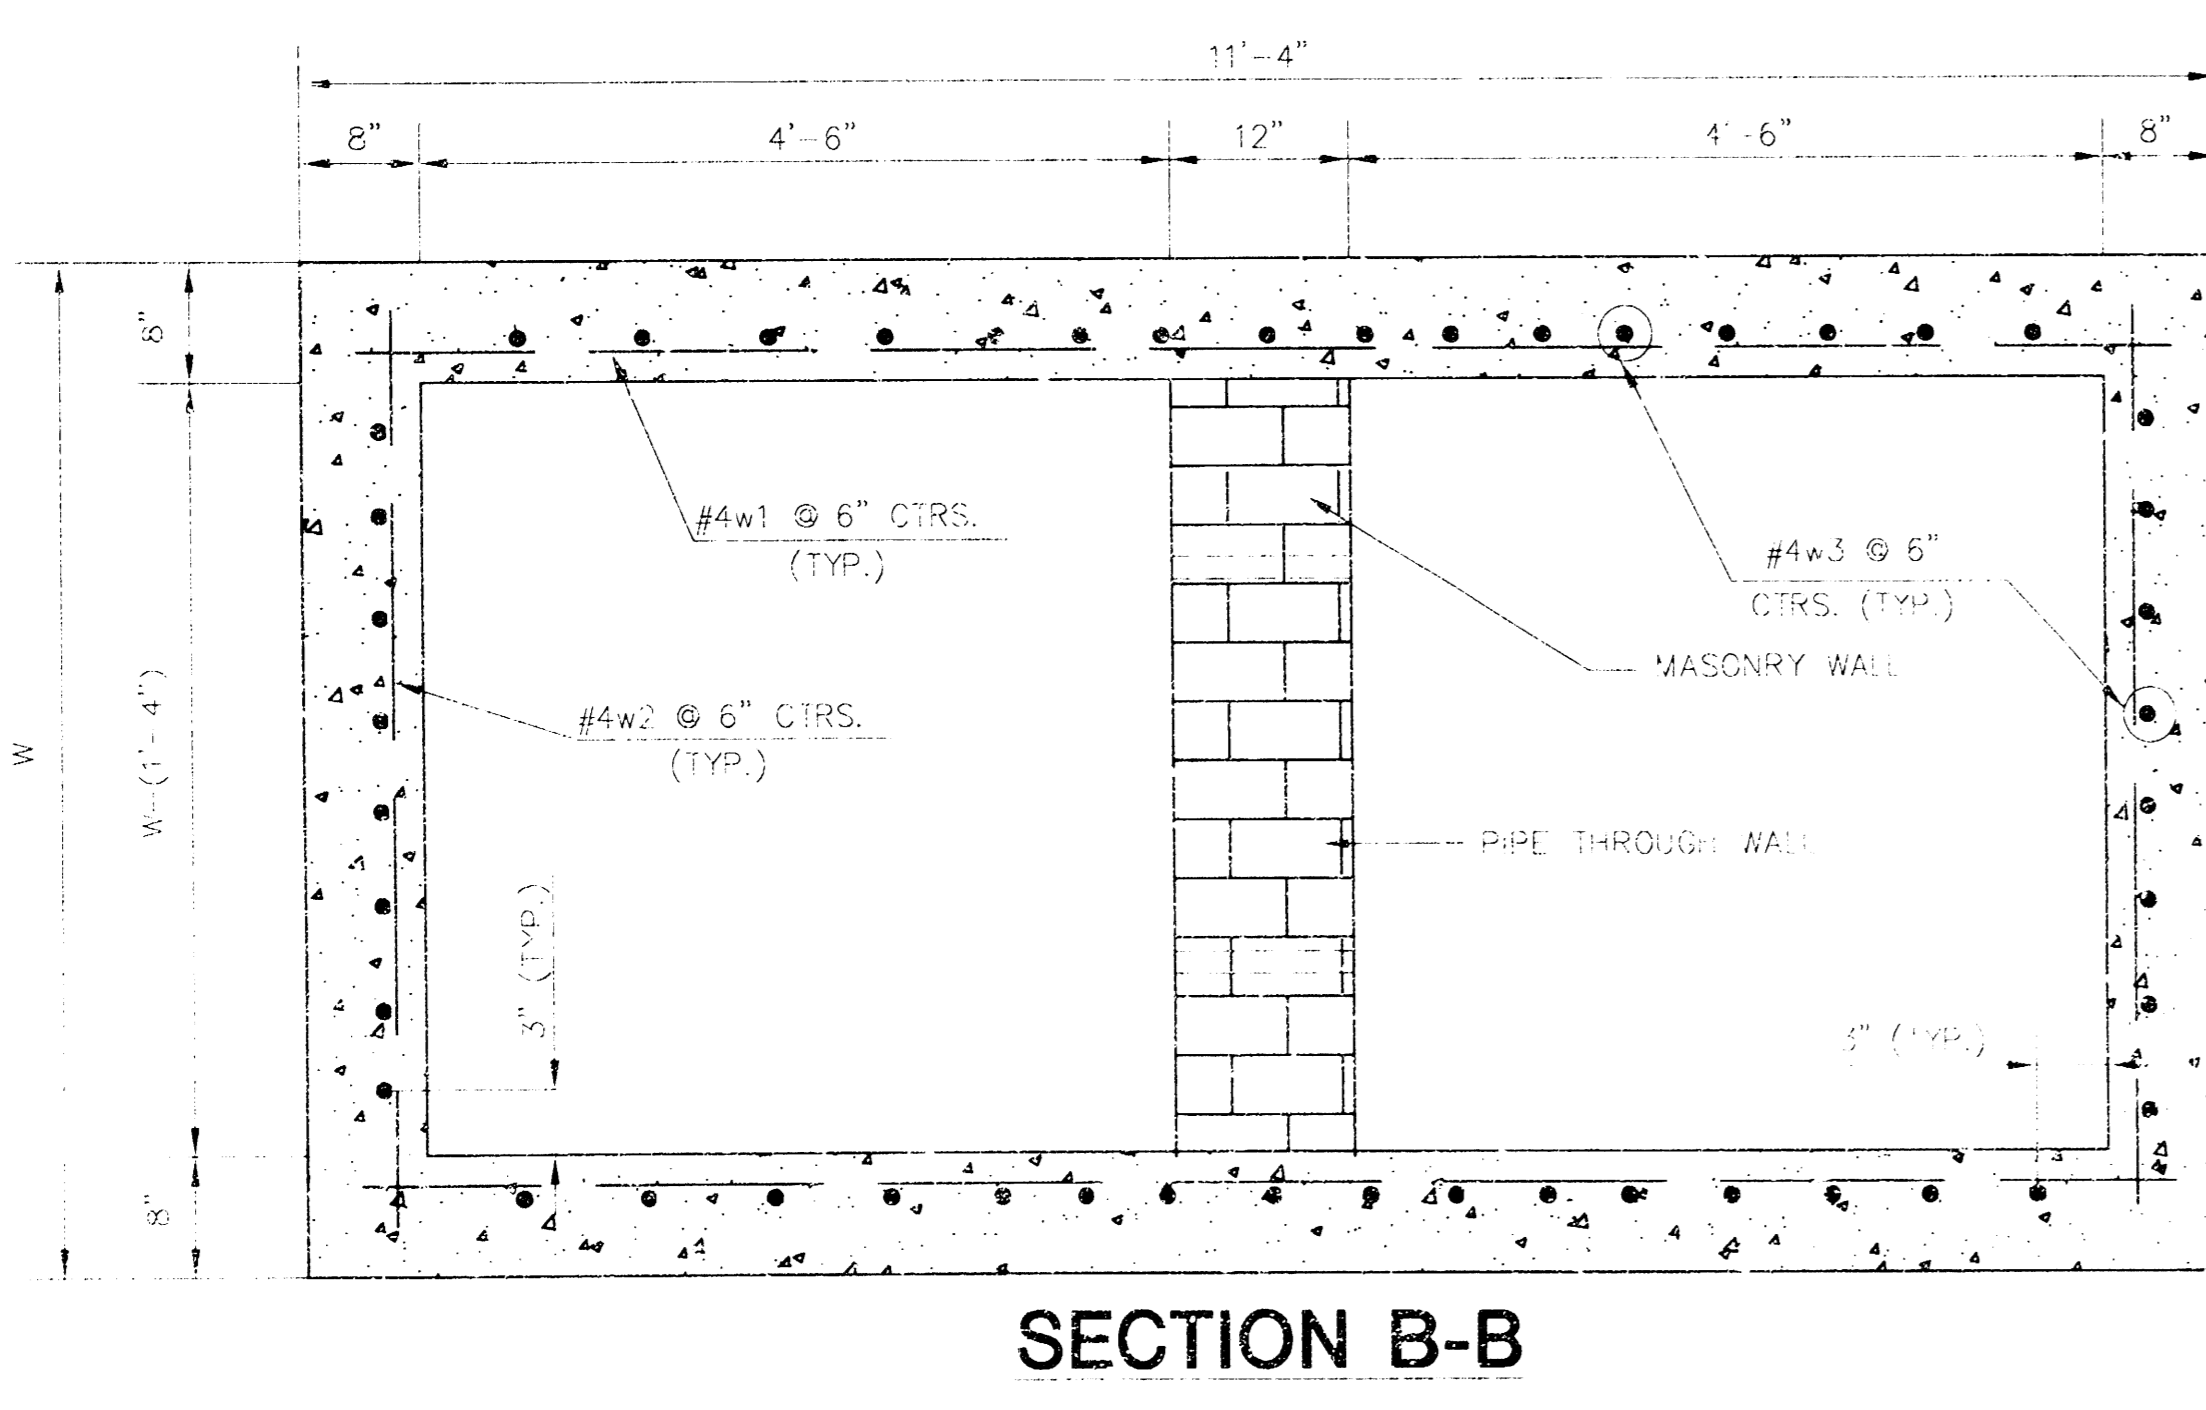 11'-4"
8" 4'-6" 12" 4'-6" 8"
8"
#4w1 @ 6" CTRS.
(TYP.)
#4w3 @ 6"
CTRS. (TYP.)
MASONRY WALL
#4w2 @ 6" CTRS.
(TYP.)
W
W-(1'-4")
PIPE THROUGH WALL
3" (TYP.)
3" (TYP.)
8"
SECTION B-B